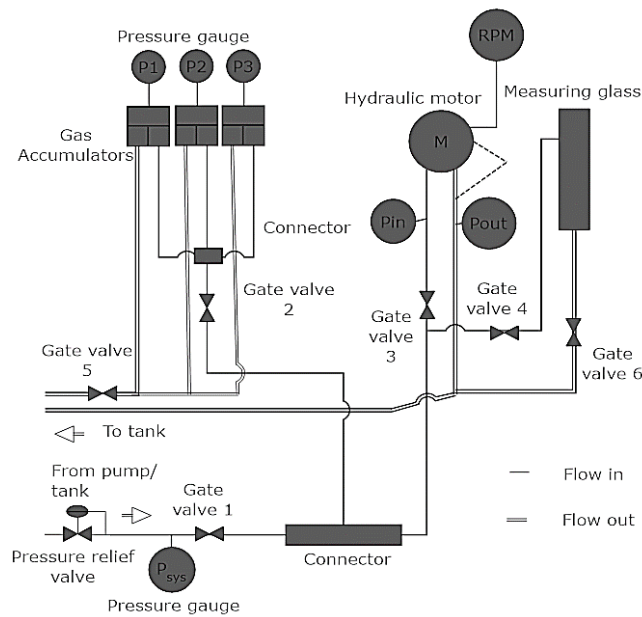 Pressure gauge
P1
P2
P3
RPM
Hydraulic motor
Measuring glass
Gas
Accumulators
M
Pin
Pout
Connector
Gate valve
2
Gate
valve
3
Gate
valve 4
Gate
valve 6
Gate valve
5
To tank
From pump/
tank
Gate
valve 1
Flow in
Flow out
Pressure relief
valve
Psys
Connector
Pressure gauge